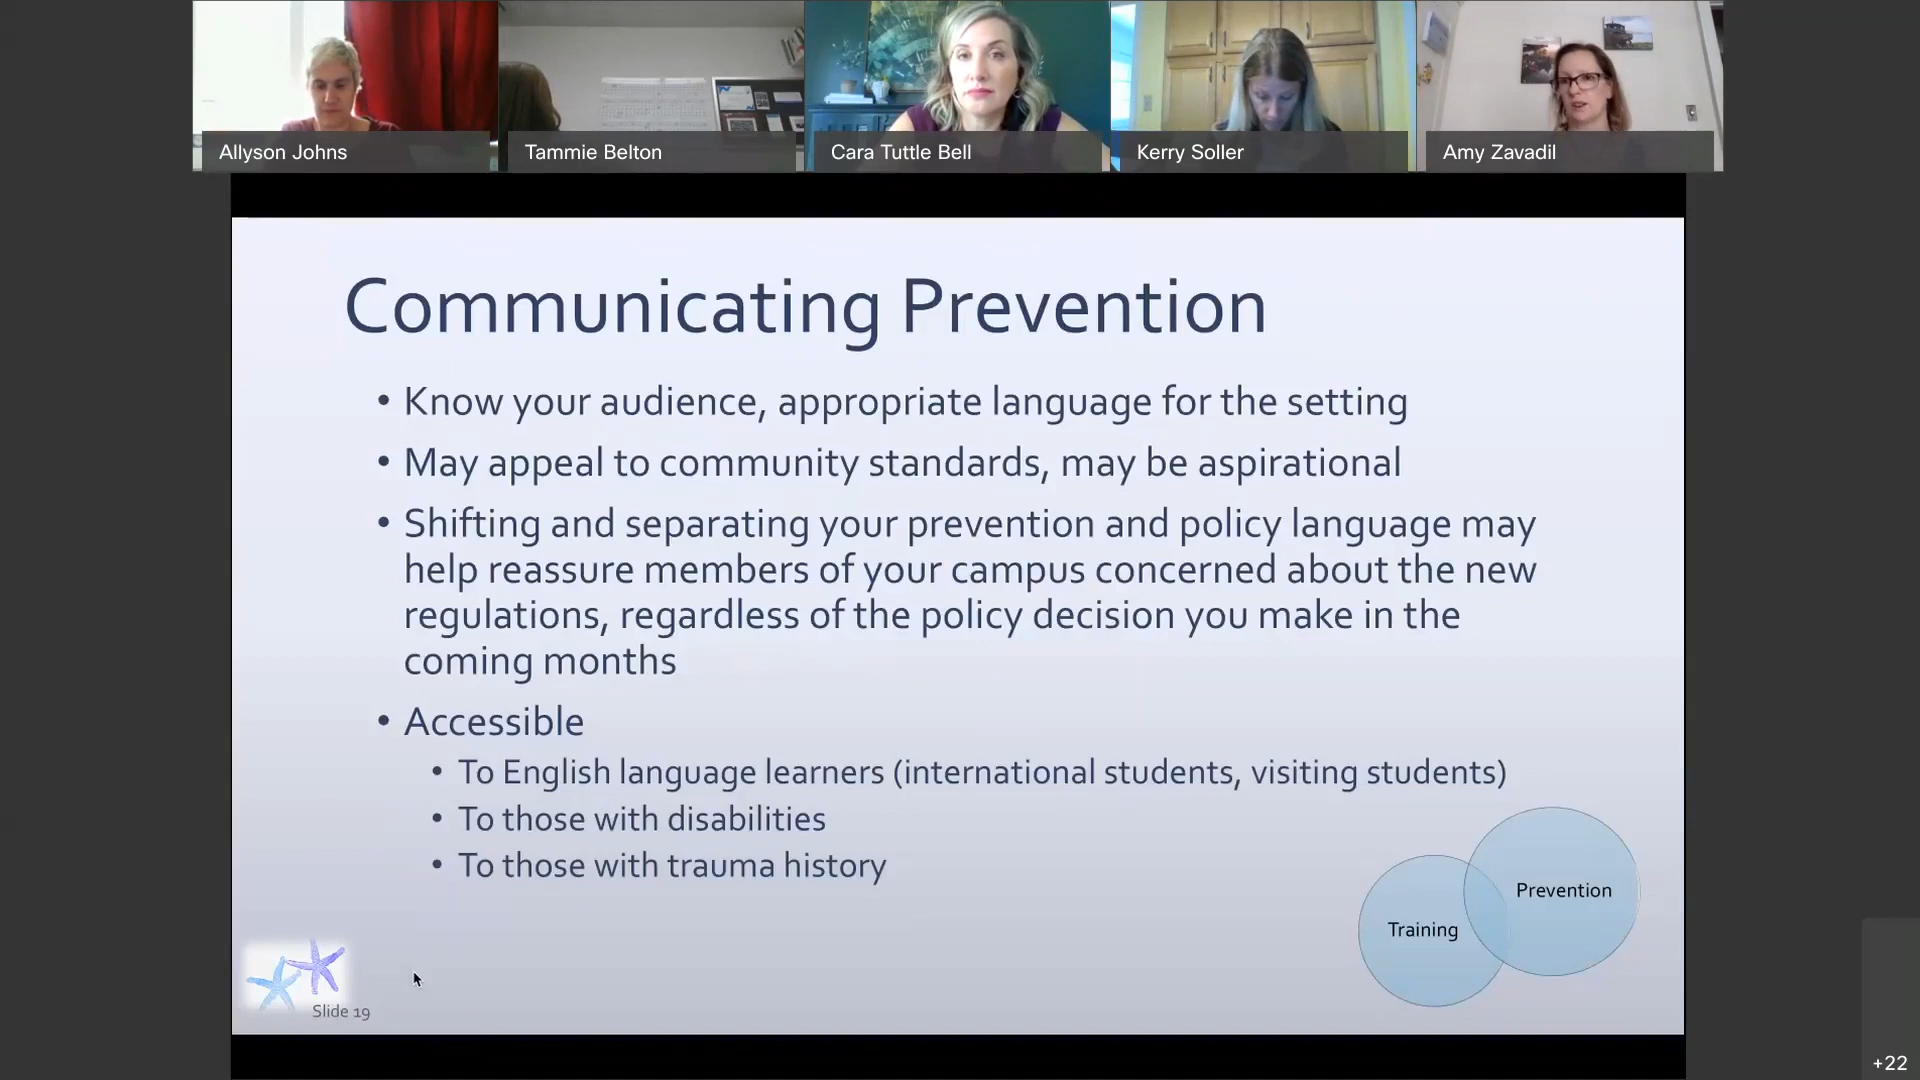 Allyson Johns
Tammie Belton
Cara Tuttle Bell
Kerry Soller
Amy Zavadil
Communicating Prevention
• Know your audience, appropriate language for the setting
• May appeal to community standards, may be aspirational
• Shifting and separating your prevention and policy language may
help reassure members of your campus concerned about the new
regulations, regardless of the policy decision you make in the
coming months
• Accessible
• To English language learners (international students, visiting students)
• To those with disabilities
• To those with trauma history
Prevention
Training
Slide 19
+22